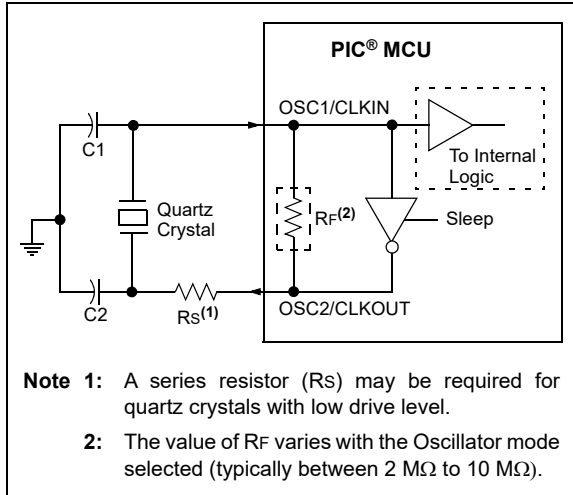 PIC® MCU
OSC1/CLKIN
C1
To Internal
Logic
Quartz
Crystal
RF(2)
Sleep
C2
RS(1)
OSC2/CLKOUT
Note 1: A series resistor (RS) may be required for
quartz crystals with low drive level.
2: The value of RF varies with the Oscillator mode
selected (typically between 2 MΩ to 10 MΩ).